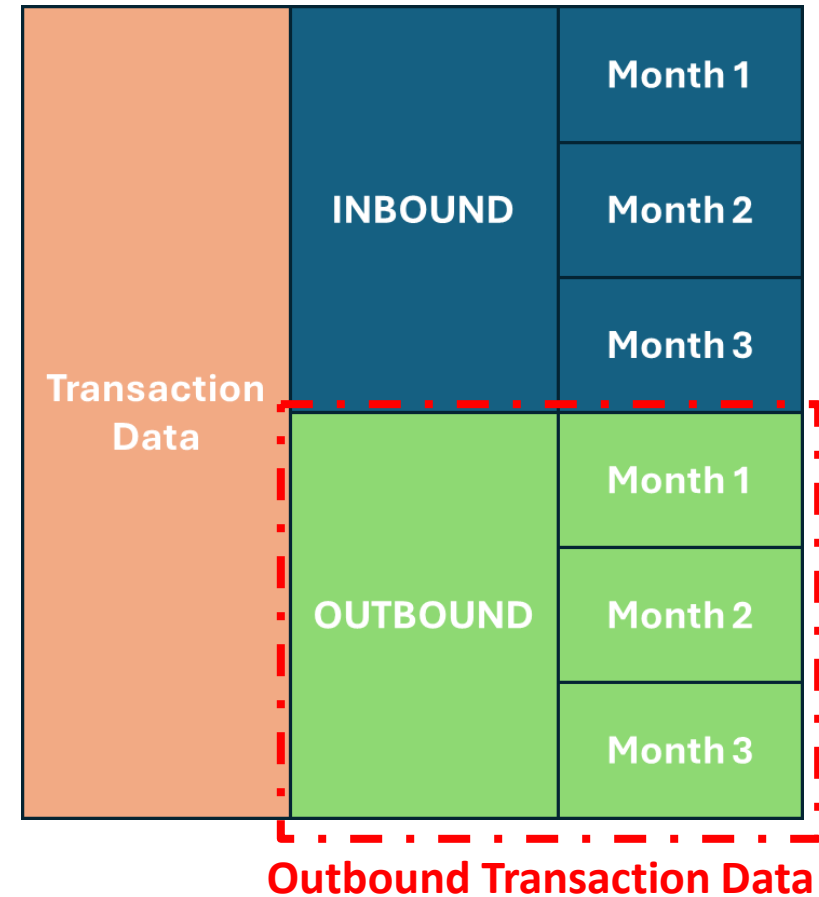 Transaction
Data
INBOUND
Month 1
Month 2
Month 3
OUTBOUND
Month 1
Month 2
Month 3
Outbound Transaction Data